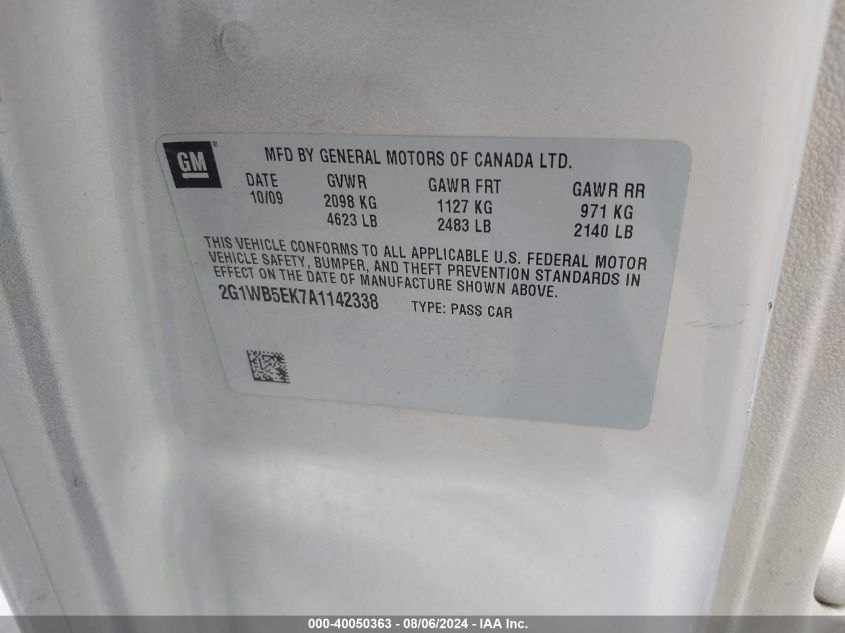 GM
MFD BY GENERAL MOTORS OF CANADA LTD.
DATE GVWR GAWR FRT GAWR RR
10/09 2098 KG 1127 KG 971 KG
4623 LB 2483 LB 2140 LB
THIS VEHICLE CONFORMS TO ALL APPLICABLE U.S. FEDERAL MOTOR
VEHICLE SAFETY, BUMPER, AND THEFT PREVENTION STANDARDS IN
EFFECT ON THE DATE OF MANUFACTURE SHOWN ABOVE.
2G1WB5EK7A1142338 TYPE: PASS CAR
000-40050363 - 08/06/2024 - IAA Inc.